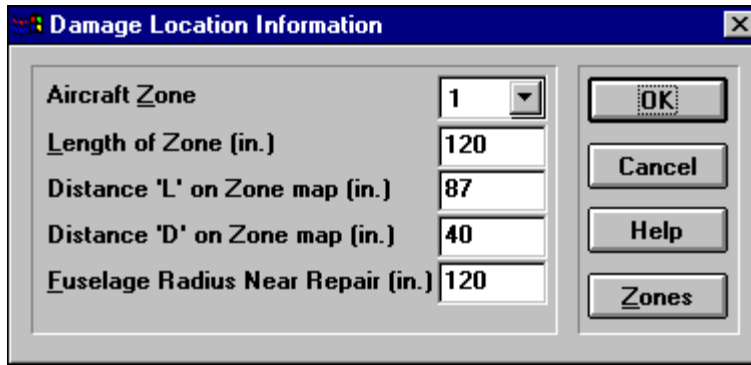 Damage Location Information
Aircraft Zone 1
Length of Zone (in.) 120
Distance 'L' on Zone map (in.) 87
Distance 'D' on Zone map (in.) 40
Fuselage Radius Near Repair (in.) 120
OK
Cancel
Help
Zones